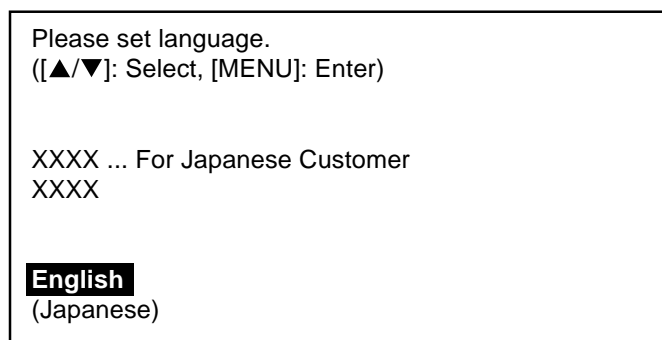 Please set language.
([▲/▼]: Select, [MENU]: Enter)
XXXX ... For Japanese Customer
XXXX
English
(Japanese)